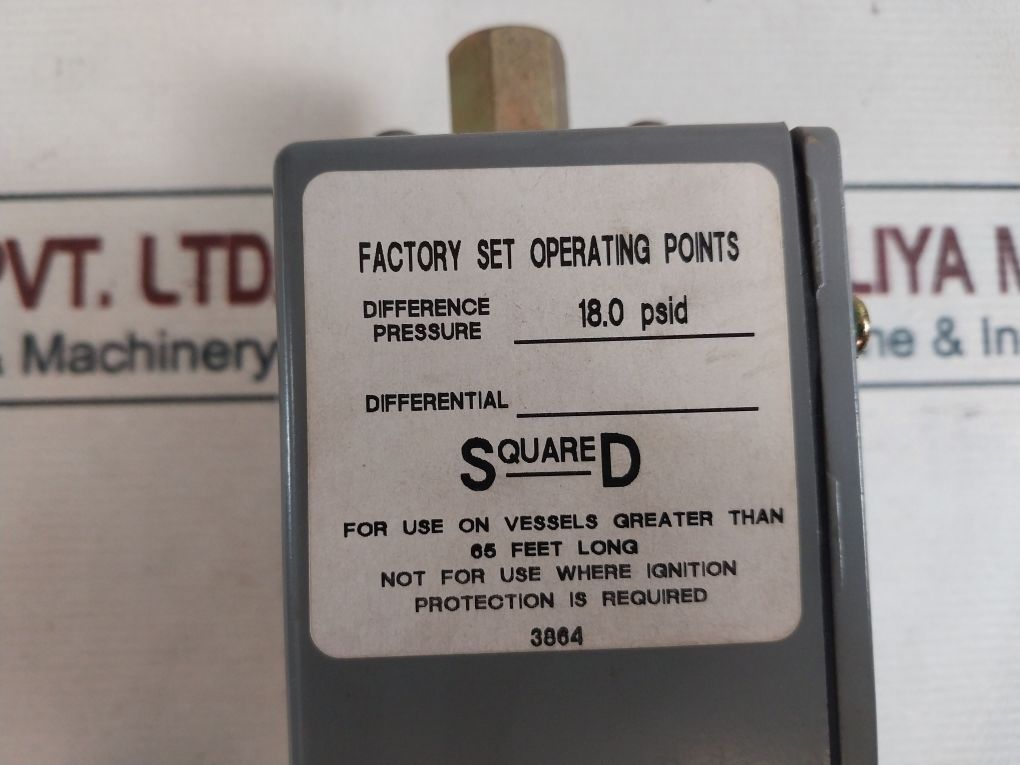 FACTORY SET OPERATING POINTS
DIFFERENCE PRESSURE 18.0 psid
DIFFERENTIAL
SQUARE D
FOR USE ON VESSELS GREATER THAN
65 FEET LONG
NOT FOR USE WHERE IGNITION
PROTECTION IS REQUIRED
3864
PVT. LTD.
& Machinery
LIYA M
ne & In